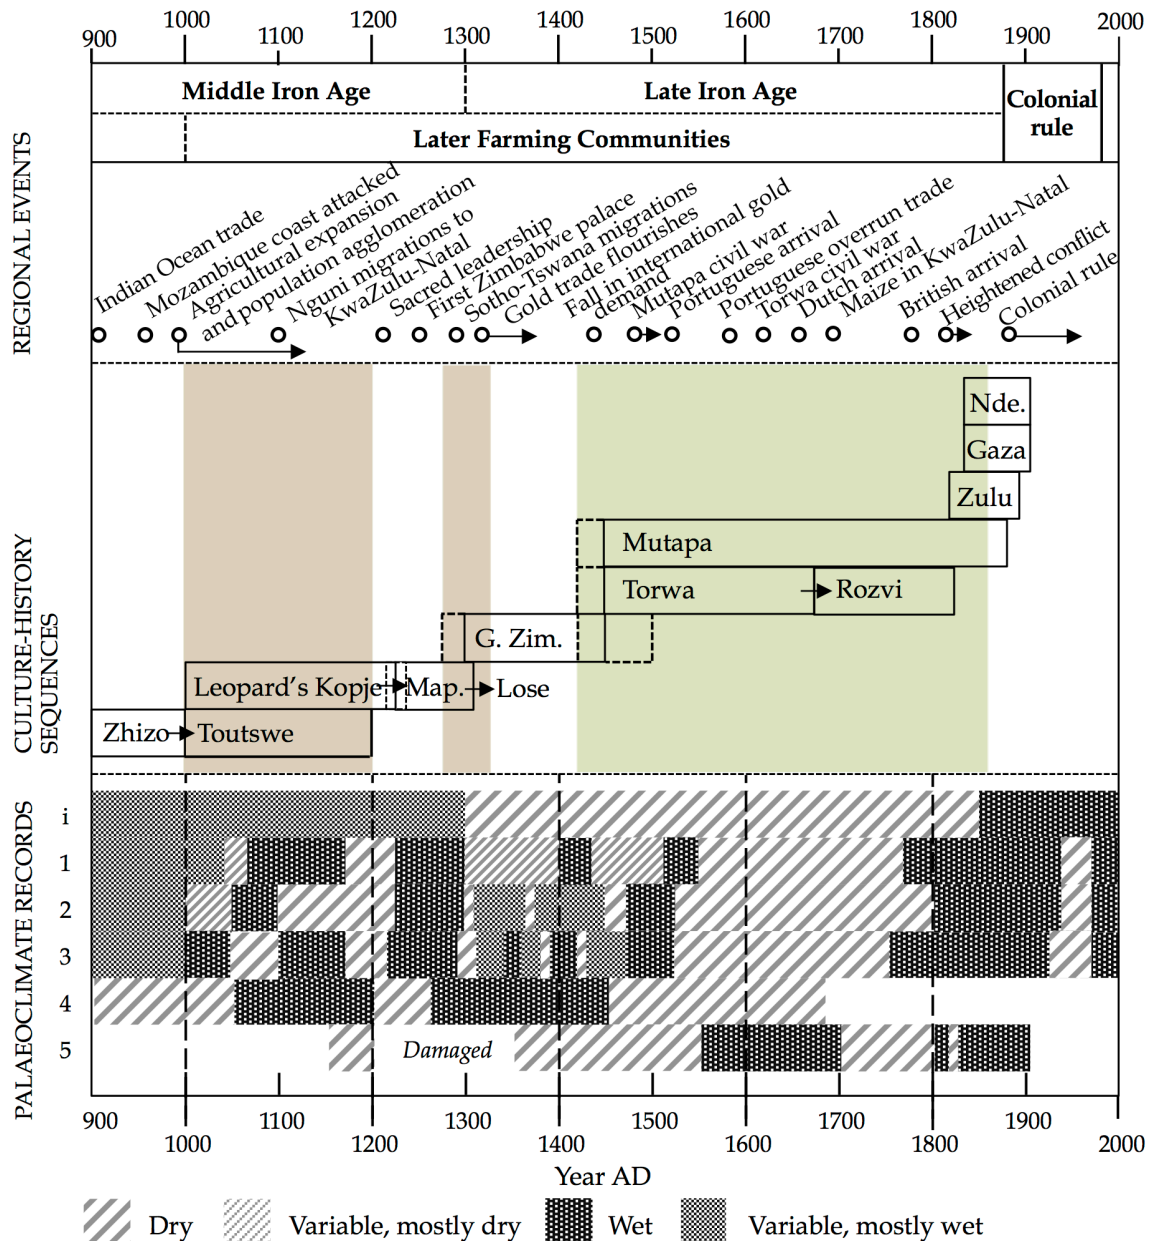 1000 1200 1400 1600 1800 2000
900 1100 1300 1500 1700 1900
Middle Iron Age
Late Iron Age
Colonial
rule
Later Farming Communities
REGIONAL EVENTS
Indian Ocean trade
Mozambique coast attacked
Agricultural expansion
and population agglomeration
Nguni migrations to
KwaZulu-Natal
Sacred leadership
First Zimbabwe palace
Sotho-Tswana migrations
Gold trade flourishes
Fall in international gold
demand
Mutapa civil war
Portuguese arrival
Portuguese overrun trade
Torwa civil war
Dutch arrival
Maize in KwaZulu-Natal
British arrival
Heightened conflict
Colonial rule
CULTURE-HISTORY
SEQUENCES
Nde.
Gaza
Zulu
Mutapa
Torwa
Rozvi
G. Zim.
Leopard's Kopje
Map.
Lose
Zhizo
Toutswe
PALAEOCLIMATE RECORDS
i
1
2
3
4
5
Damaged
900 1100 1300 1500 1700 1900
1000 1200 1400 1600 1800 2000
Year AD
Dry
Variable, mostly dry
Wet
Variable, mostly wet